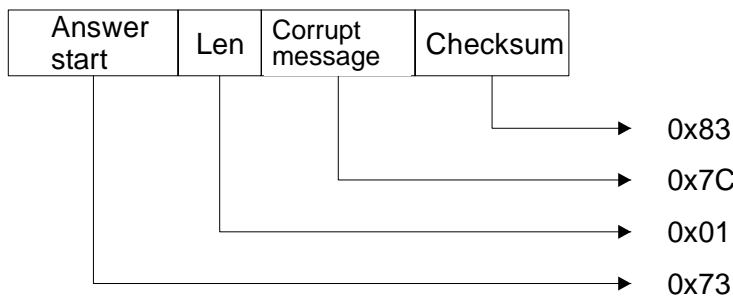 Answer
start
Len
Corrupt
message
Checksum
0x83
0x7C
0x01
0x73